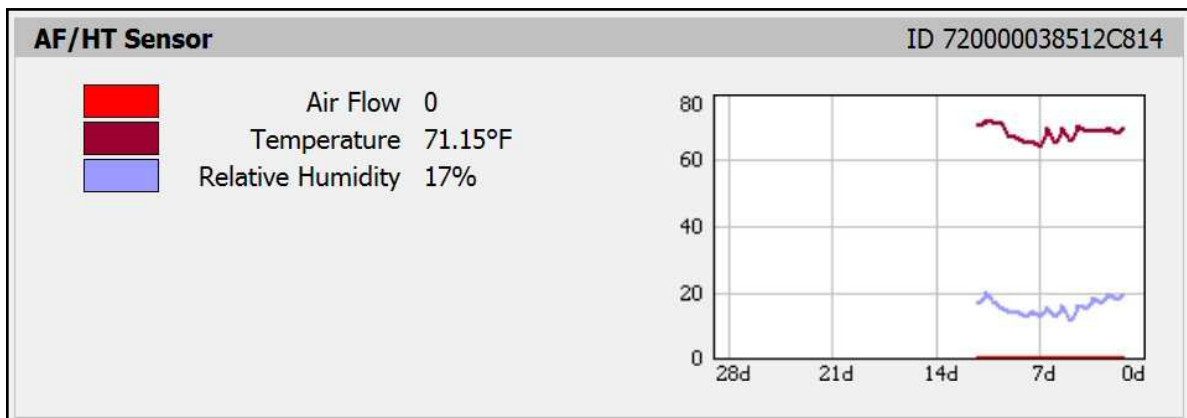 AF/HT Sensor ID 720000038512C814
Air Flow 0
Temperature 71.15°F
Relative Humidity 17%
80
60
40
20
0
28d 21d 14d 7d 0d